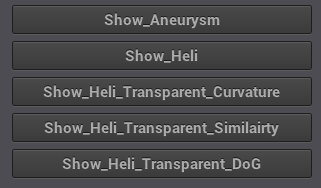 Show_Aneurysm
Show_Heli
Show_Heli_Transparent_Curvature
Show_Heli_Transparent_Similairty
Show_Heli_Transparent_DoG